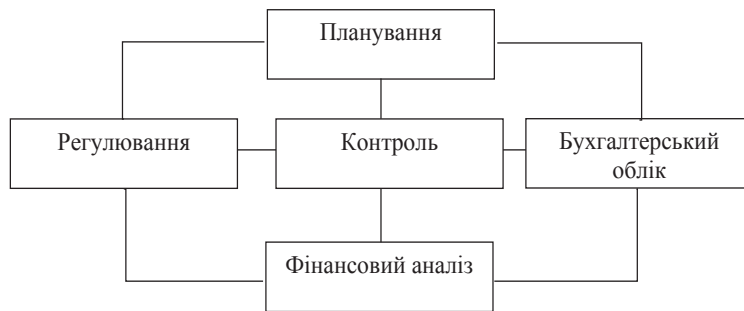 Планування
Регулювання
Контроль
Бухгалтерський
облік
Фінансовий аналіз